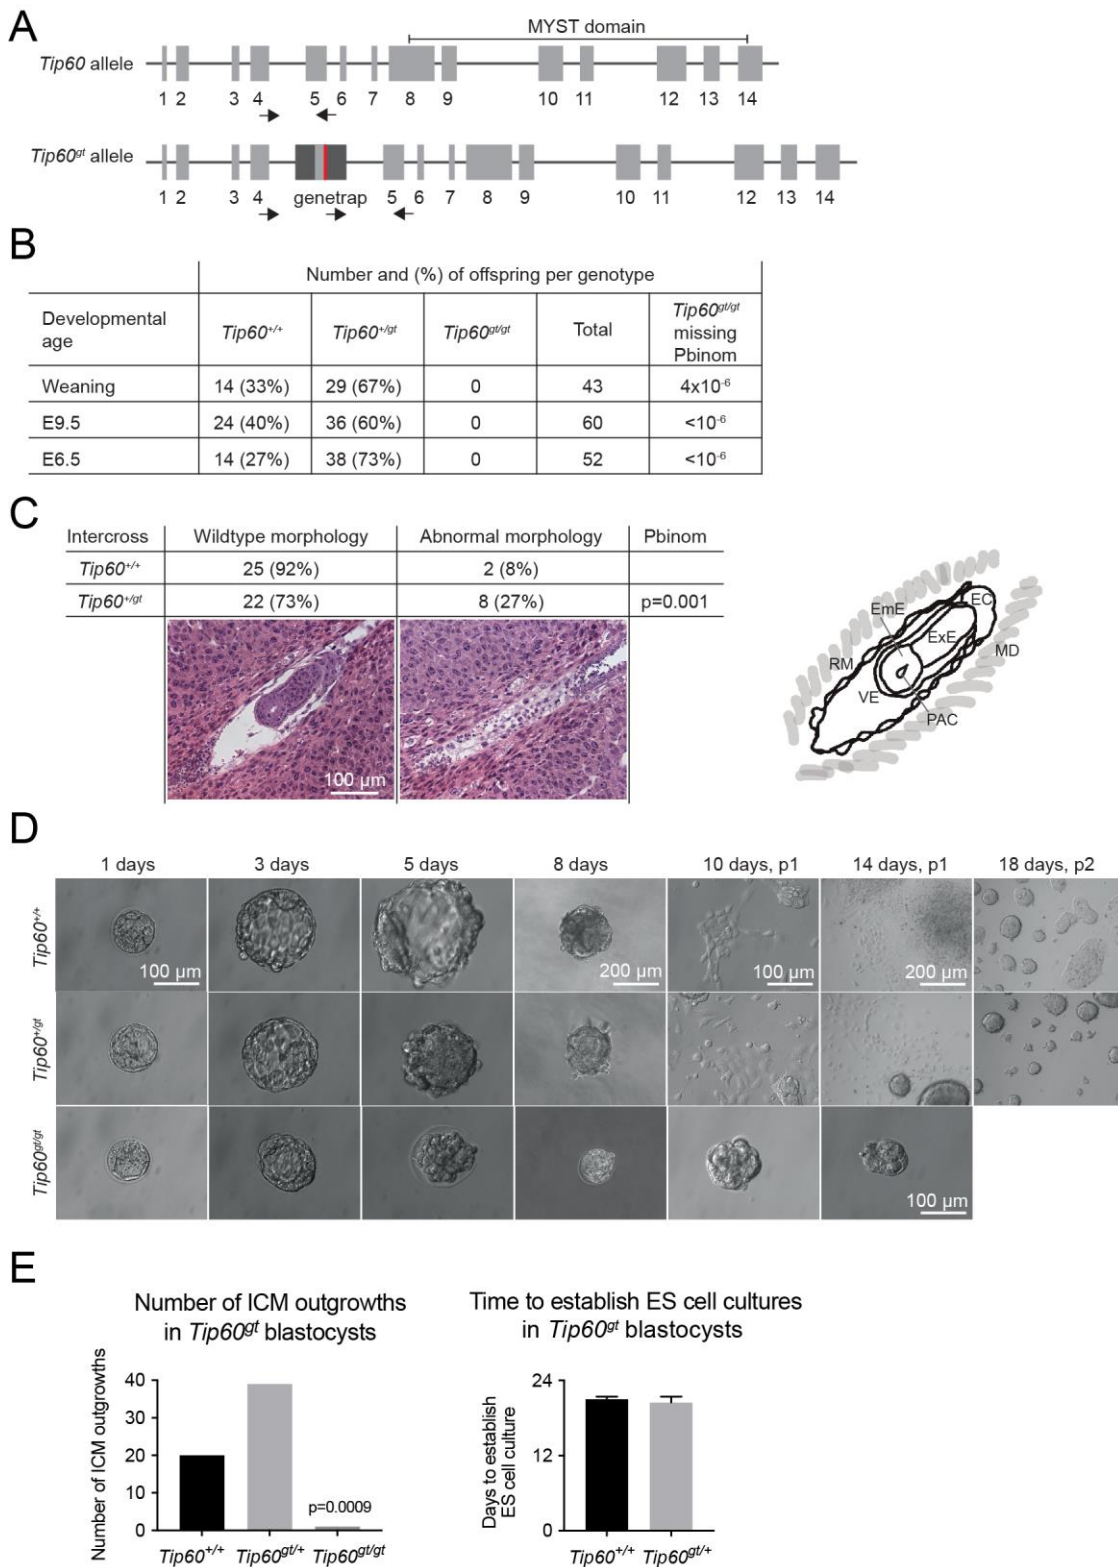 A
MYST domain
Tip60 allele
1 2 3 4 5 6 7 8 9 10 11 12 13 14
Tip60gt allele
genetrap
1 2 3 4 5 6 7 8 9 10 11 12 13 14
B
Number and (%) of offspring per genotype
Developmental age Tip60+/+ Tip60+/gt Tip60gt/gt Total Tip60gt/gt missing Pbinom
Weaning 14 (33%) 29 (67%) 0 43 4x10-6
E9.5 24 (40%) 36 (60%) 0 60 <10-6
E6.5 14 (27%) 38 (73%) 0 52 <10-6
C
Intercross Wildtype morphology Abnormal morphology Pbinom
Tip60+/+ 25 (92%) 2 (8%)
Tip60+/gt 22 (73%) 8 (27%) p=0.001
100 µm
EmE
EC
ExE
RM
MD
VE
PAC
D
1 days 3 days 5 days 8 days 10 days, p1 14 days, p1 18 days, p2
Tip60+/+
100 µm 200 µm 100 µm 200 µm
Tip60+/gt
Tip60gt/gt
100 µm
E
Number of ICM outgrowths
in Tip60gt blastocysts
Number of ICM outgrowths
40
30
20
10
0
p=0.0009
Tip60+/+ Tip60gt/+ Tip60gt/gt
Time to establish ES cell cultures
in Tip60gt blastocysts
Days to establish
ES cell culture
24
12
0
Tip60+/+ Tip60gt/+